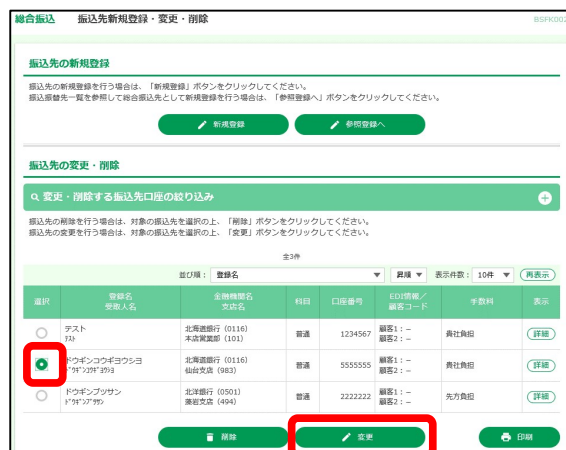 総合振込 振込先新規登録・変更・削除 BSFK002
振込先の新規登録
振込先の新規登録を行う場合は、「新規登録」ボタンをクリックしてください。
振込振替先一覧を参照して総合振込先として新規登録を行う場合は、「参照登録へ」ボタンをクリックしてください。
新規登録 参照登録へ
振込先の変更・削除
変更・削除する振込先口座の絞り込み
振込先の削除を行う場合は、対象の振込先を選択の上、「削除」ボタンをクリックしてください。
振込先の変更を行う場合は、対象の振込先を選択の上、「変更」ボタンをクリックしてください。
全3件
並び順： 登録名 昇順 表示件数： 10件 再表示
選択 登録名 金融機関名 科目 口座番号 EDI情報／ 手数料 表示
受取人名 支店名 顧客コード
テスト 北海道銀行 (0116) 普通 1234567 顧客1：− 貴社負担 詳細
ﾃｽﾄ 本店営業部 (101) 顧客2：−
ドウギンコウギヨウシヨ 北海道銀行 (0116) 普通 5555555 顧客1：− 貴社負担 詳細
ﾄﾞｳｷﾞﾝｺｳｷﾞﾖｳｼﾖ 仙台支店 (983) 顧客2：−
ドウギンブツサン 北洋銀行 (0501) 普通 2222222 顧客1：− 先方負担 詳細
ﾄﾞｳｷﾞﾝﾌﾞﾂｻﾝ 藻岩支店 (494) 顧客2：−
削除 変更 印刷